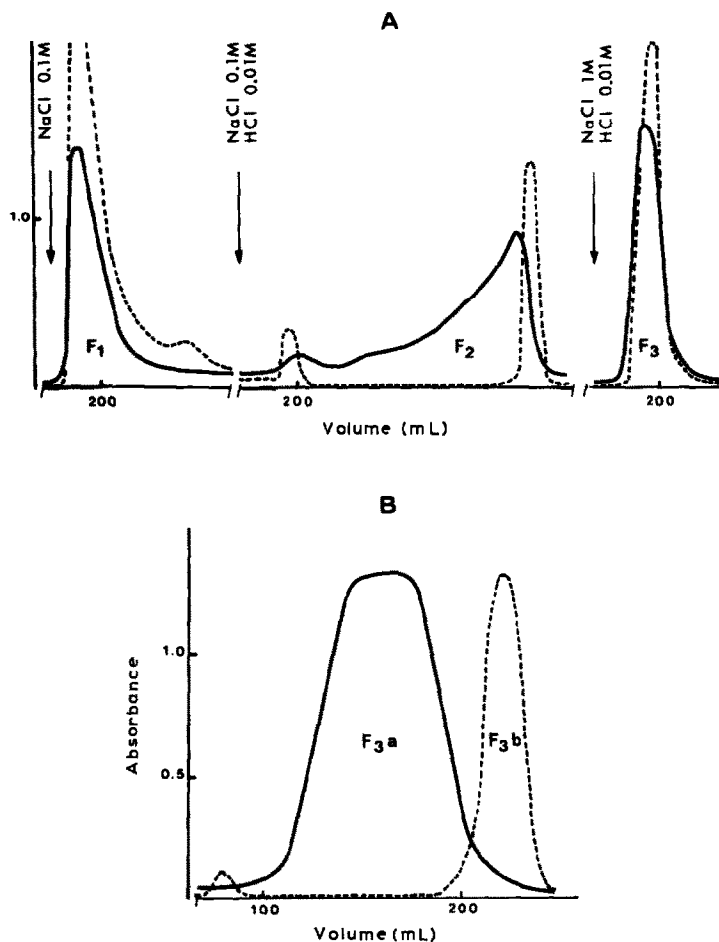 A
NaCl 0.1M
NaCl 0.1M
HCl 0.01M
NaCl 1M
HCl 0.01M
1.0
F1
F2
F3
200
200
200
Volume (mL)
B
Absorbance
1.0
0.5
F3a
F3b
100
200
Volume (mL)